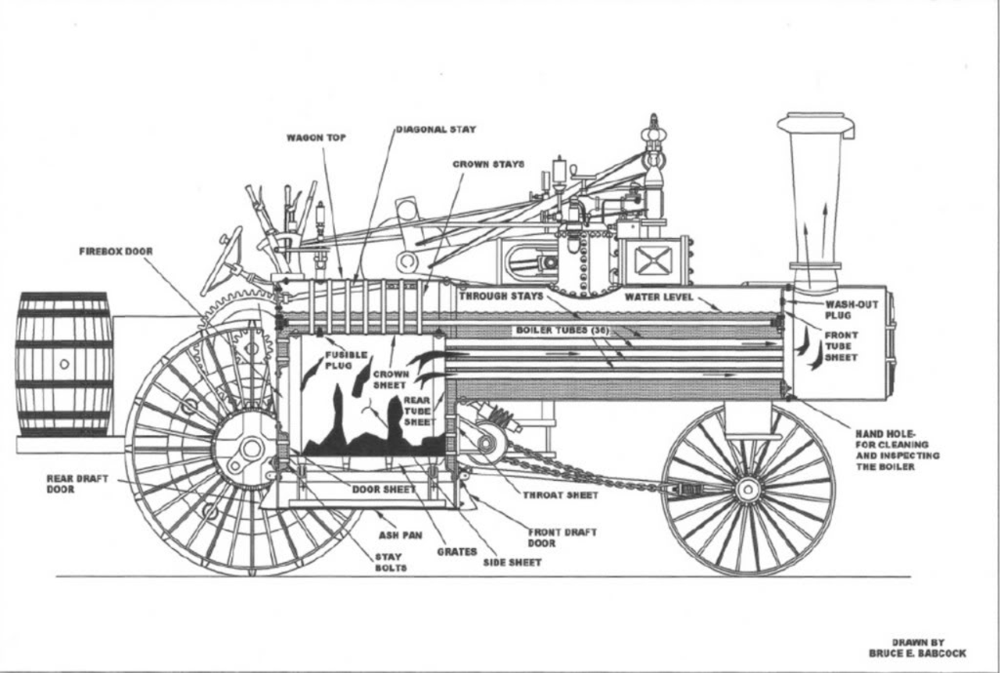 DIAGONAL STAY
WAGON TOP
CROWN STAYS
FIREBOX DOOR
THROUGH STAYS
WATER LEVEL
WASH-OUT
PLUG
BOILER TUBES (36)
FRONT
TUBE
SHEET
FUSIBLE
PLUG
CROWN
SHEET
REAR
TUBE
SHEET
HAND HOLE-
FOR CLEANING
AND INSPECTING
THE BOILER
REAR DRAFT
DOOR
DOOR SHEET
THROAT SHEET
ASH PAN
FRONT DRAFT
DOOR
GRATES
STAY
BOLTS
SIDE SHEET
DRAWN BY
BRUCE E. BABCOCK